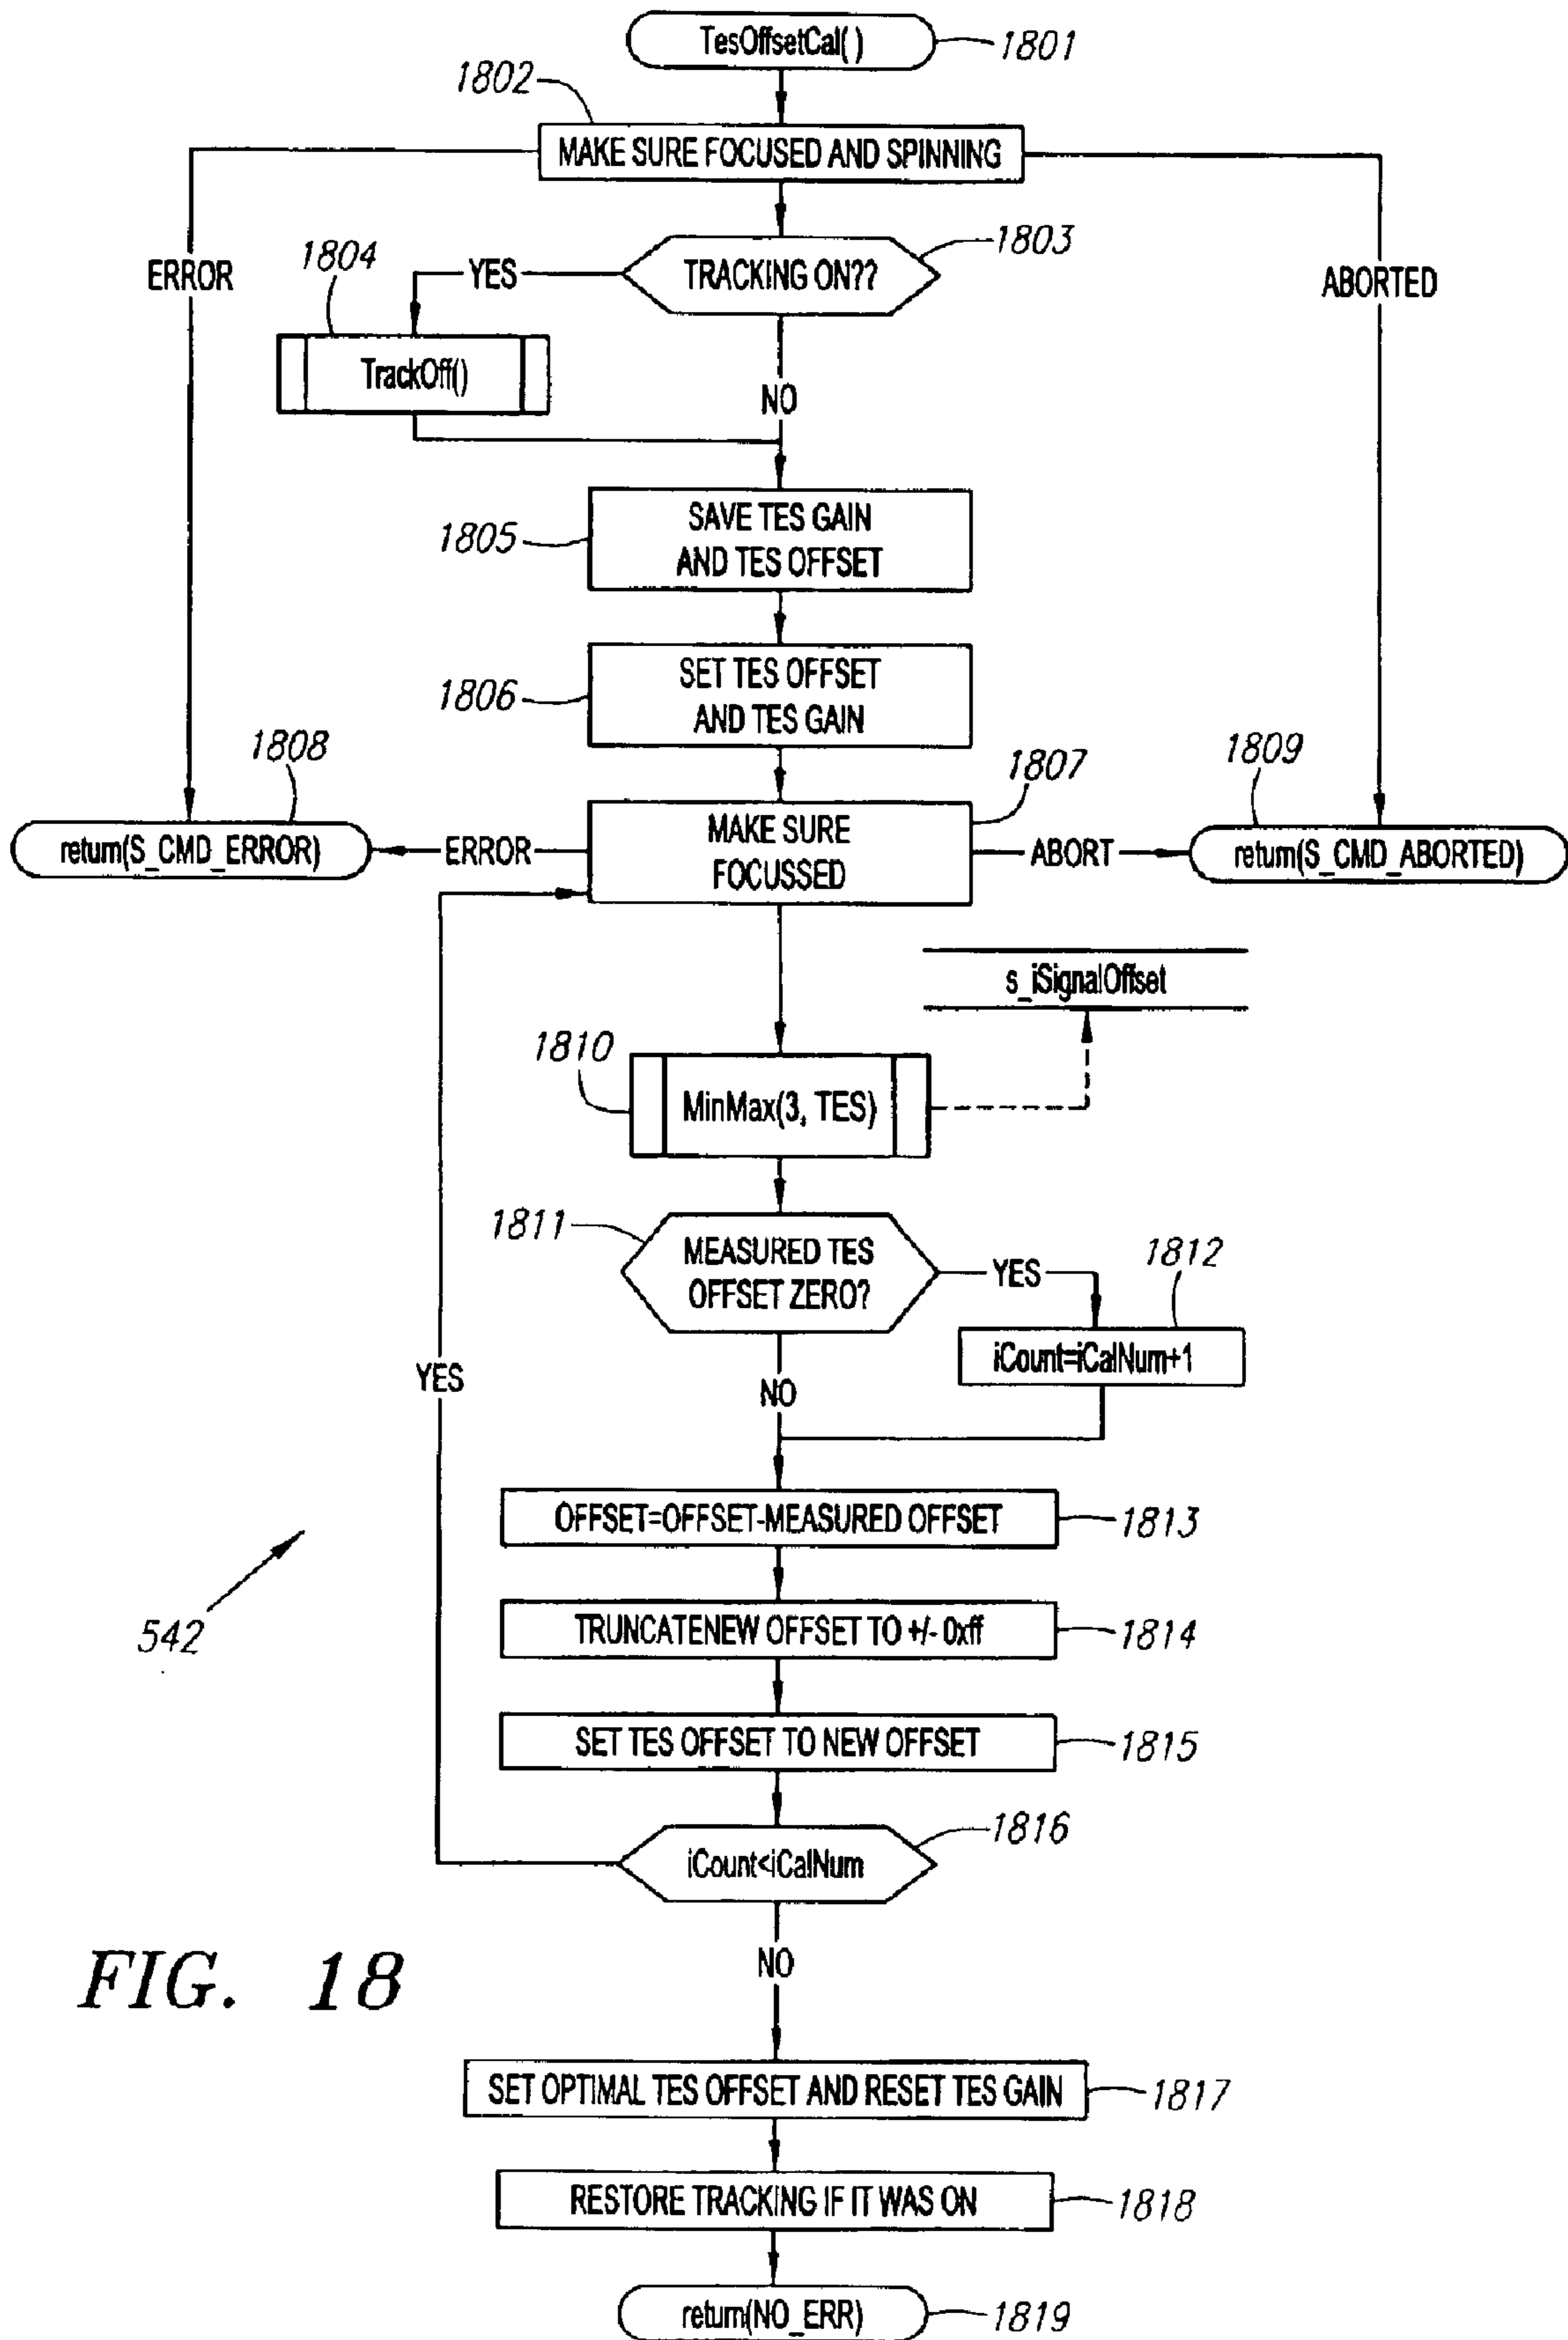 TesOffsetCal( )
1801
1802
MAKE SURE FOCUSED AND SPINNING
1803
1804
ERROR
YES
TRACKING ON??
ABORTED
TrackOff()
NO
SAVE TES GAIN
AND TES OFFSET
1805
SET TES OFFSET
AND TES GAIN
1806
1808
1807
1809
return(S_CMD_ERROR)
ERROR
MAKE SURE
FOCUSSED
ABORT
return(S_CMD_ABORTED)
s_iSignalOffset
1810
MinMax(3, TES)
1811
MEASURED TES
OFFSET ZERO?
YES
1812
iCount=iCalNum+1
YES
NO
OFFSET=OFFSET-MEASURED OFFSET
1813
TRUNCATENEW OFFSET TO +/- 0xff
1814
542
SET TES OFFSET TO NEW OFFSET
1815
1816
iCount<iCalNum
FIG. 18
NO
SET OPTIMAL TES OFFSET AND RESET TES GAIN
1817
RESTORE TRACKING IF IT WAS ON
1818
return(NO_ERR)
1819